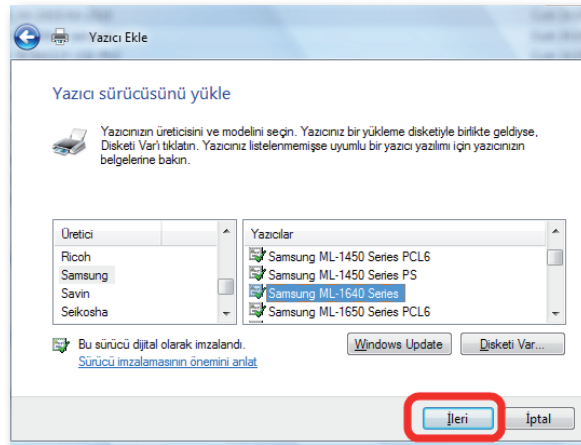 Yazıcı Ekle
Yazıcı sürücüsünü yükle
Yazıcınızın üreticisini ve modelini seçin. Yazıcınız bir yükleme disketiyle birlikte geldiyse,
Disketi Var'ı tıklatın. Yazıcınız listelenmemişse uyumlu bir yazıcı yazılımı için yazıcınızın
belgelerine bakın.
Üretici
Ricoh
Samsung
Savin
Seikosha
Yazıcılar
Samsung ML-1450 Series PCL6
Samsung ML-1450 Series PS
Samsung ML-1640 Series
Samsung ML-1650 Series PCL6
Bu sürücü dijital olarak imzalandı.
Sürücü imzalamasının önemini anlat
Windows Update
Disketi Var...
İleri
İptal